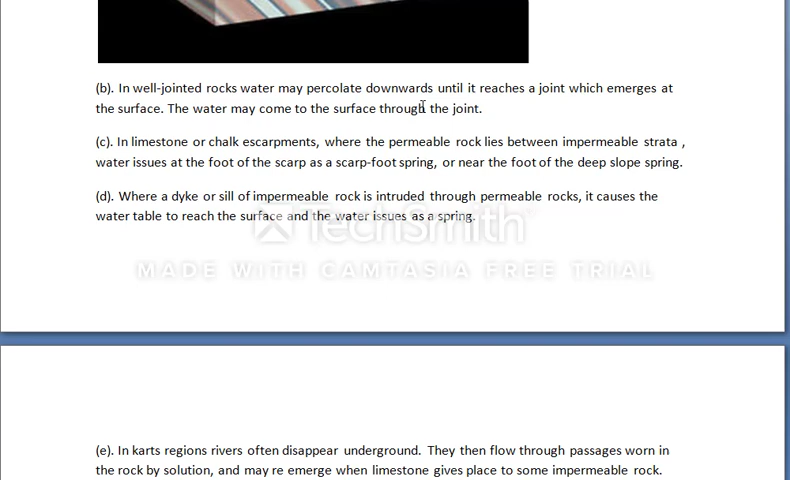 (b). In well-jointed rocks water may percolate downwards until it reaches a joint which emerges at
the surface. The water may come to the surface through the joint.
(c). In limestone or chalk escarpments, where the permeable rock lies between impermeable strata ,
water issues at the foot of the scarp as a scarp-foot spring, or near the foot of the deep slope spring.
(d). Where a dyke or sill of impermeable rock is intruded through permeable rocks, it causes the
water table to reach the surface and the water issues as a spring.
TechSmith
MADE WITH CAMTASIA FREE TRIAL
(e). In karts regions rivers often disappear underground. They then flow through passages worn in
the rock by solution, and may re emerge when limestone gives place to some impermeable rock.